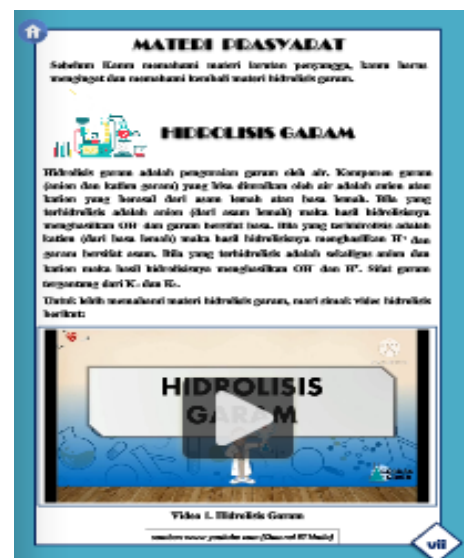 MATERI PRASYARAT
Sebelum Kamu memahami materi larutan penyangga, kamu harus
mengingat dan memahami kembali materi hidrolisis garam.
HIDROLISIS GARAM
Hidrolisis garam adalah penguraian garam oleh air. Komponen garam
(anion dan kation garam) yang bisa diuraikan oleh air adalah anion atau
kation yang berasal dari asam lemah atau basa lemah. Bila yang
terhidrolisis adalah anion (dari asam lemah) maka hasil hidrolisisnya
menghasilkan OH⁻ dan garam bersifat basa. Bila yang terhidrolisis adalah
kation (dari basa lemah) maka hasil hidrolisisnya menghasilkan H⁺ dan
garam bersifat asam. Bila yang terhidrolisis adalah sekaligus anion dan
kation maka hasil hidrolisisnya menghasilkan OH⁻ dan H⁺. Sifat garam
tergantung dari K dan K
Untuk lebih memahami materi hidrolisis garam, mari simak video hidrolisis
berikut:
HIDROLISIS
GARAM
Video 1. Hidrolisis Garam
sumber: www.youtube.com (Channel
vii